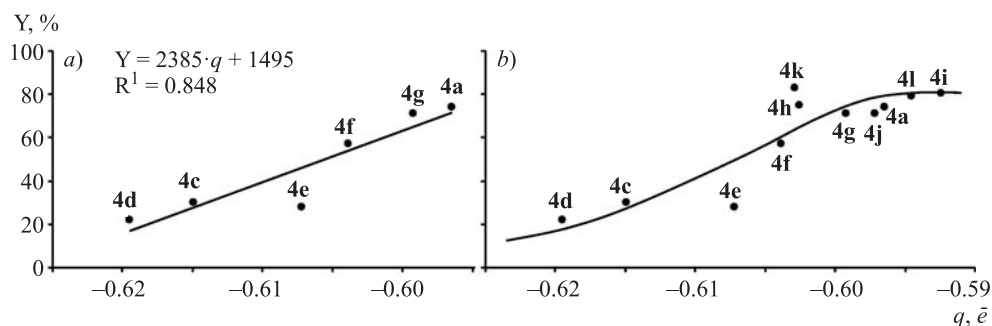 Y, %
100
80
60
40
20
0
a)
Y = 2385·q + 1495
R¹ = 0.848
4d
4c
4e
4f
4g
4a
–0.62
–0.61
–0.60
b)
4d
4c
4e
4f
4h
4k
4g
4j
4a
4l
4i
–0.62
–0.61
–0.60
–0.59
q, ē